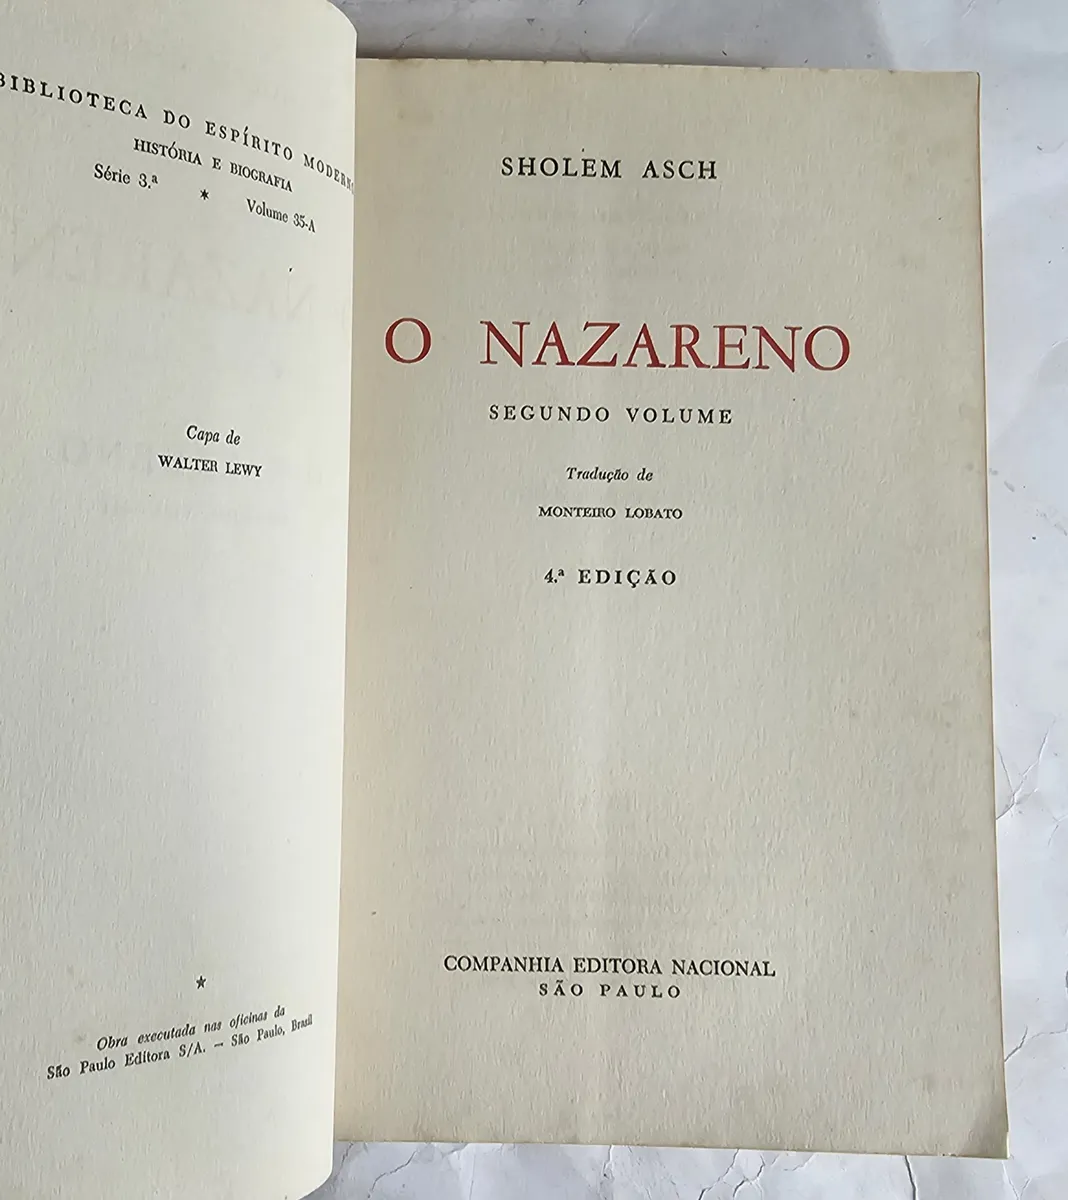 BIBLIOTECA DO ESPÍRITO MODERNO
HISTÓRIA E BIOGRAFIA
Série 3.ª * Volume 35-A
Capa de
WALTER LEWY
*
Obra executada nas oficinas da
São Paulo Editora S/A. — São Paulo, Brasil
SHOLEM ASCH
O NAZARENO
SEGUNDO VOLUME
Tradução de
MONTEIRO LOBATO
4.ª EDIÇÃO
COMPANHIA EDITORA NACIONAL
SÃO PAULO